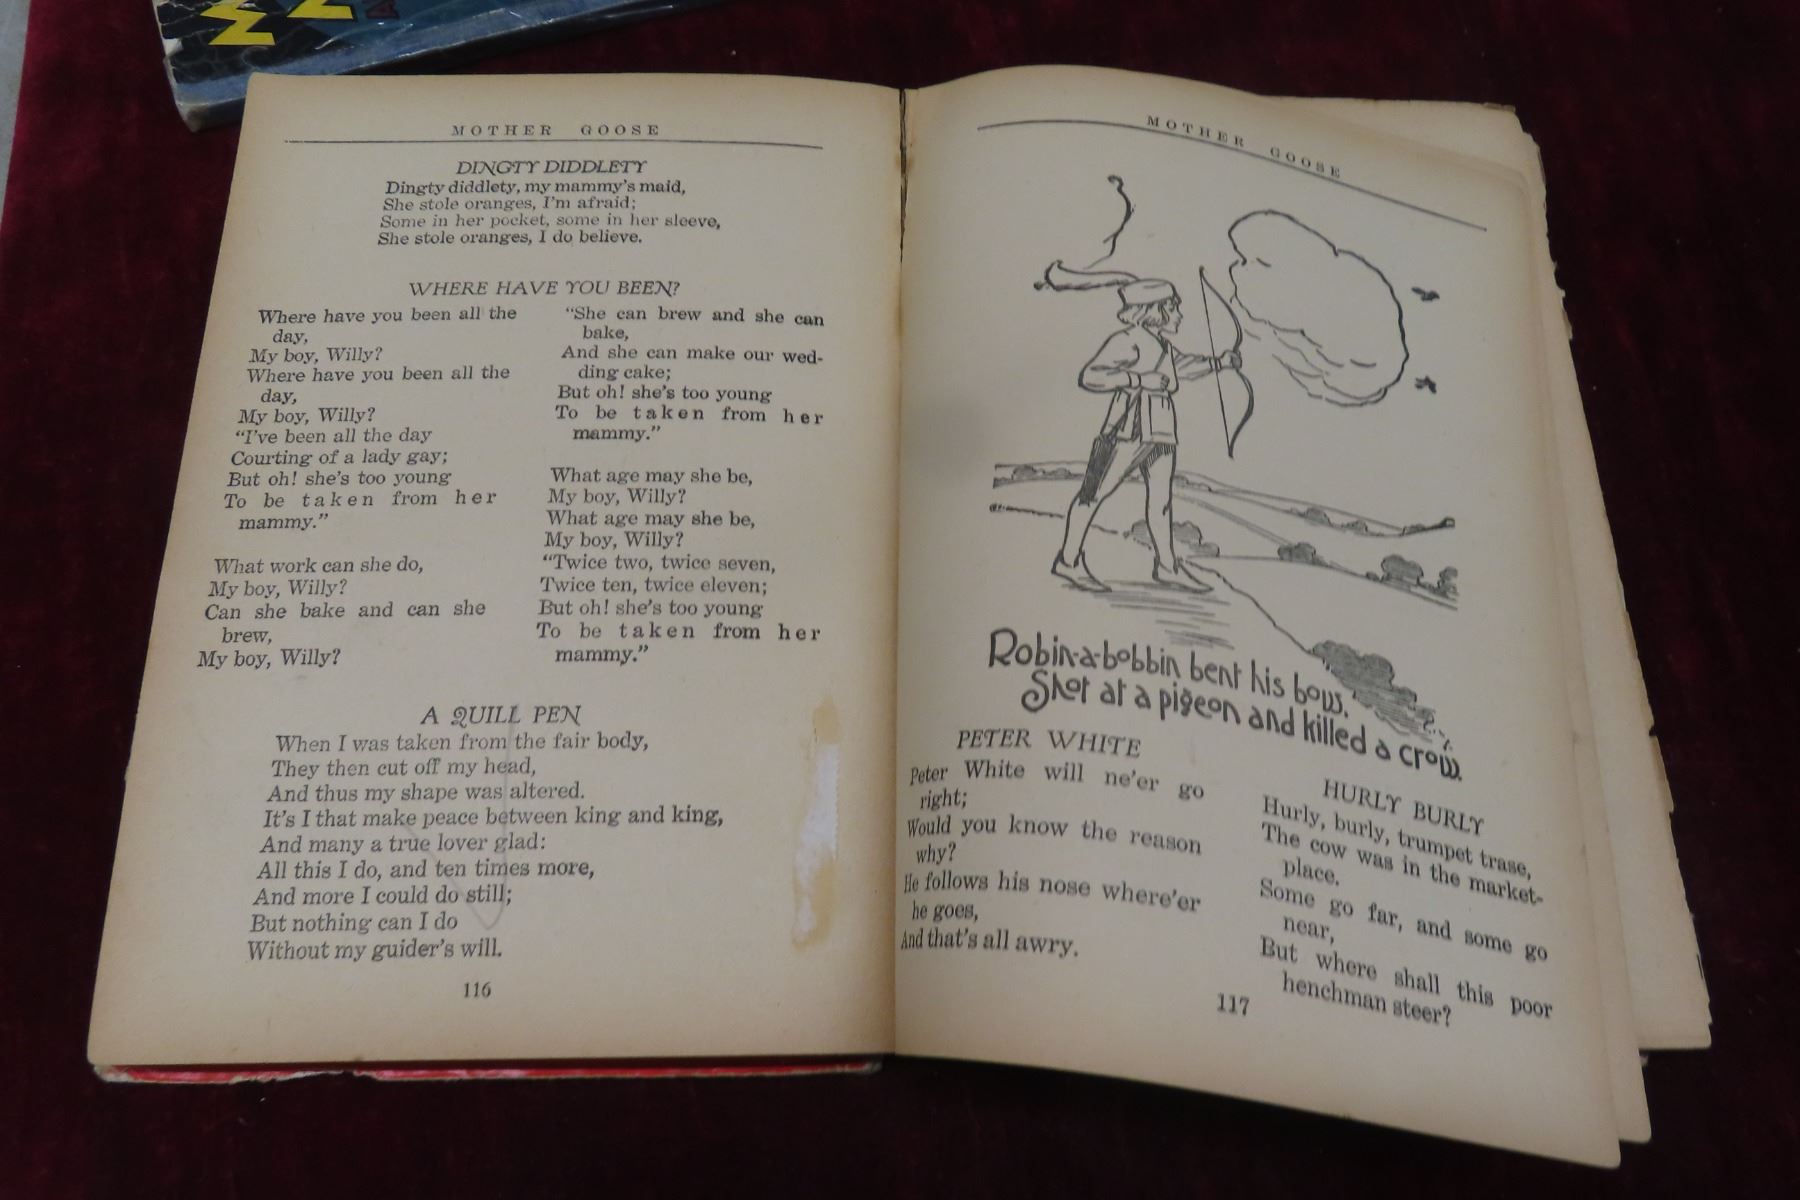 MOTHER GOOSE
DINGTY DIDDLETY
Dingty diddlety, my mammy's maid,
She stole oranges, I'm afraid;
Some in her pocket, some in her sleeve,
She stole oranges, I do believe.
WHERE HAVE YOU BEEN?
Where have you been all the
day,
My boy, Willy?
Where have you been all the
day,
My boy, Willy?
“I've been all the day
Courting of a lady gay;
But oh! she's too young
To be taken from her
mammy.”
What work can she do,
My boy, Willy?
Can she bake and can she
brew,
My boy, Willy?
“She can brew and she can
bake,
And she can make our wed-
ding cake;
But oh! she's too young
To be taken from her
mammy.”
What age may she be,
My boy, Willy?
What age may she be,
My boy, Willy?
“Twice two, twice seven,
Twice ten, twice eleven;
But oh! she's too young
To be taken from her
mammy.”
A QUILL PEN
When I was taken from the fair body,
They then cut off my head,
And thus my shape was altered.
It's I that make peace between king and king,
And many a true lover glad:
All this I do, and ten times more,
And more I could do still;
But nothing can I do
Without my guider's will.
116
MOTHER GOOSE
Robin-a-bobbin bent his bow.
Shot at a pigeon and killed a crow.
PETER WHITE
Peter White will ne'er go
right;
Would you know the reason
why?
He follows his nose where'er
he goes,
And that's all awry.
HURLY BURLY
Hurly, burly, trumpet trase,
The cow was in the market-
place.
Some go far, and some go
near,
But where shall this poor
henchman steer?
117